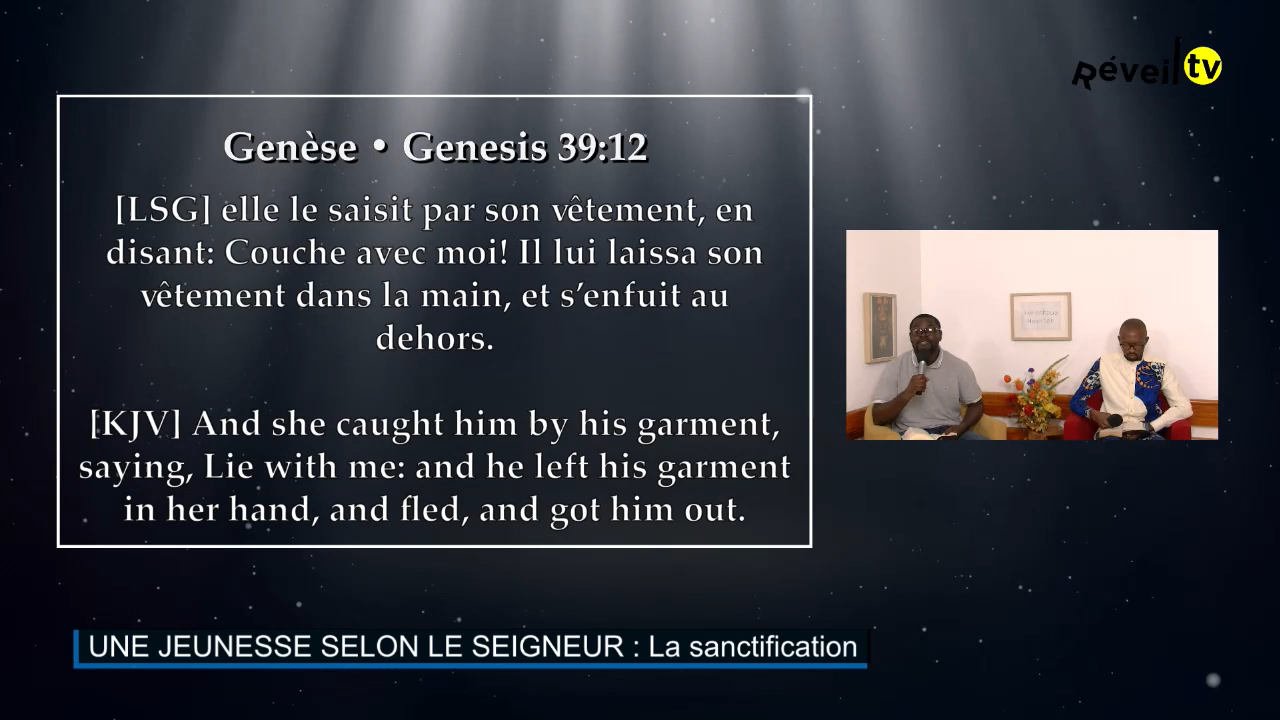 Réveil tv
Genèse • Genesis 39:12
[LSG] elle le saisit par son vêtement, en
disant: Couche avec moi! Il lui laissa son
vêtement dans la main, et s’enfuit au
dehors.
[KJV] And she caught him by his garment,
saying, Lie with me: and he left his garment
in her hand, and fled, and got him out.
UNE JEUNESSE SELON LE SEIGNEUR : La sanctification